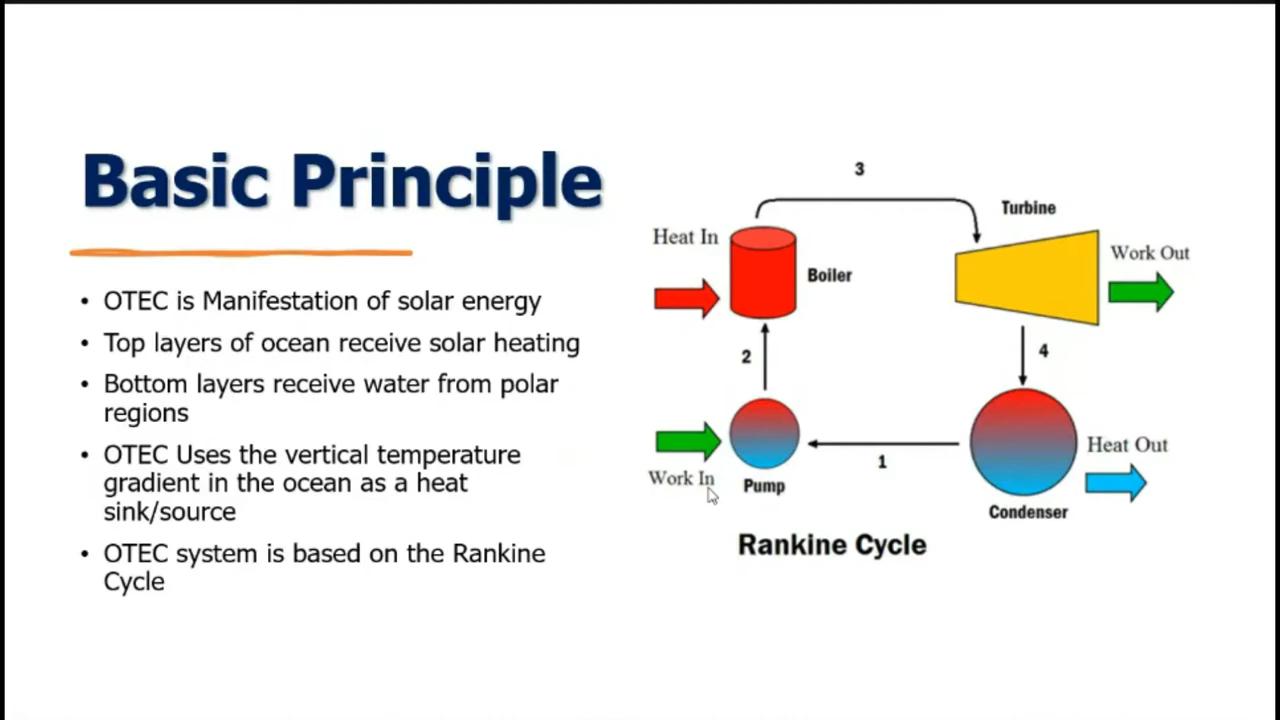 Basic Principle
• OTEC is Manifestation of solar energy
• Top layers of ocean receive solar heating
• Bottom layers receive water from polar
regions
• OTEC Uses the vertical temperature
gradient in the ocean as a heat
sink/source
• OTEC system is based on the Rankine
Cycle
3
Turbine
Heat In
Work Out
Boiler
2
4
Heat Out
1
Work In
Pump
Condenser
Rankine Cycle